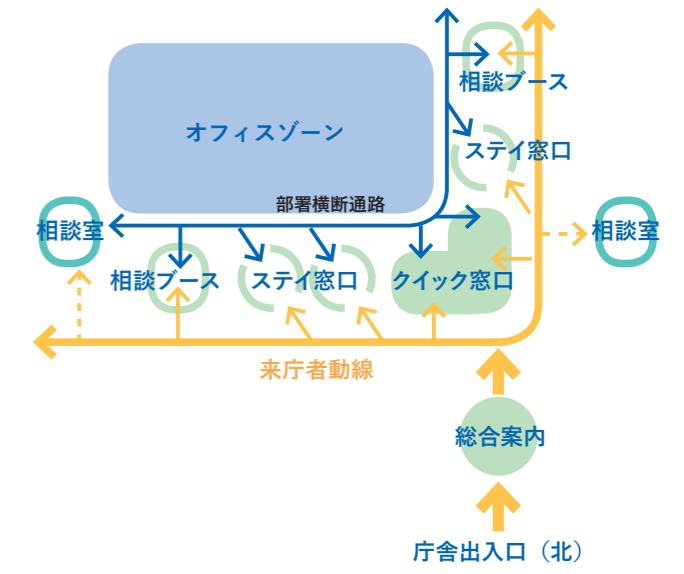 相談ブース
オフィスゾーン
ステイ窓口
部署横断通路
相談室
相談室
相談ブース
ステイ窓口
クイック窓口
来庁者動線
総合案内
庁舎出入口（北）